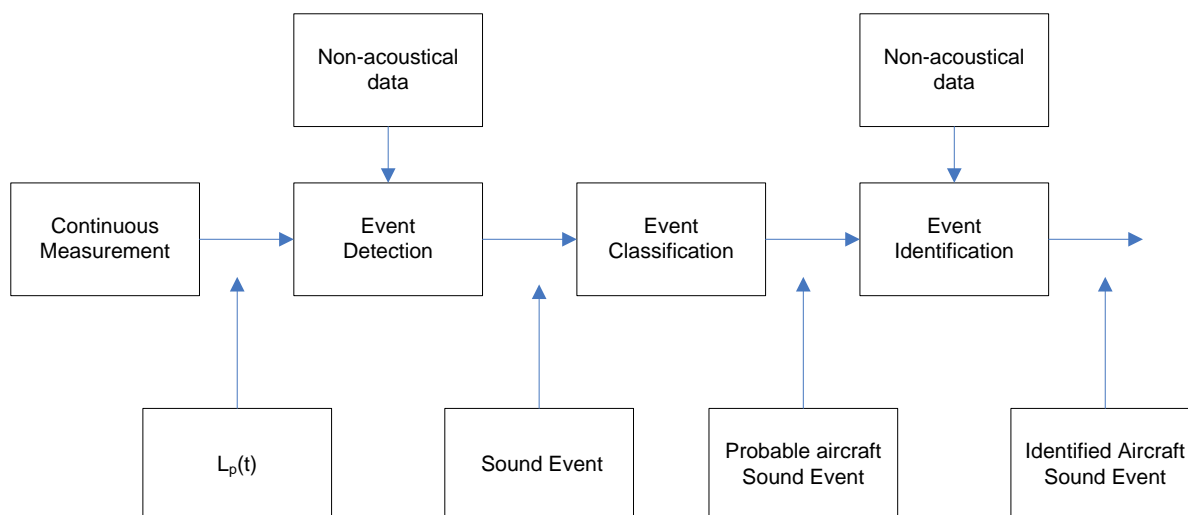 Non-acoustical
data
Non-acoustical
data
Continuous
Measurement
Event
Detection
Event
Classification
Event
Identification
Lp(t)
Sound Event
Probable aircraft
Sound Event
Identified Aircraft
Sound Event